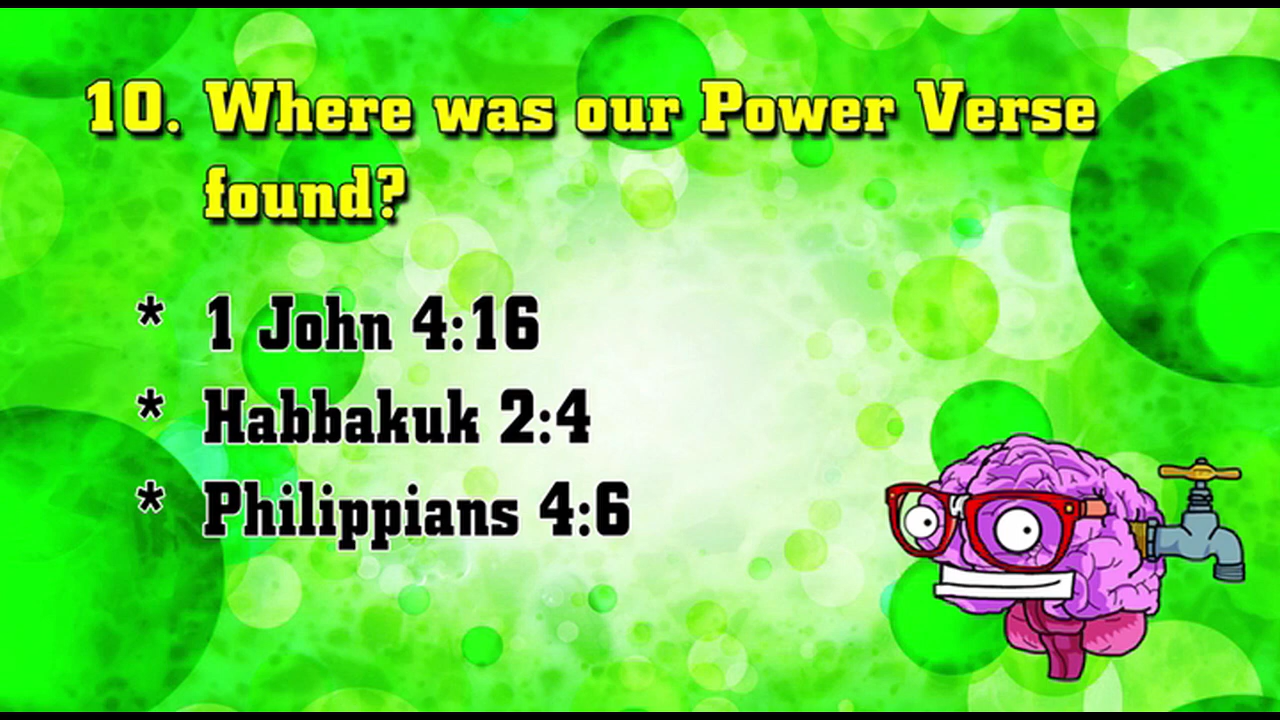 10. Where was our Power Verse
found?
* 1 John 4:16
* Habbakuk 2:4
* Philippians 4:6